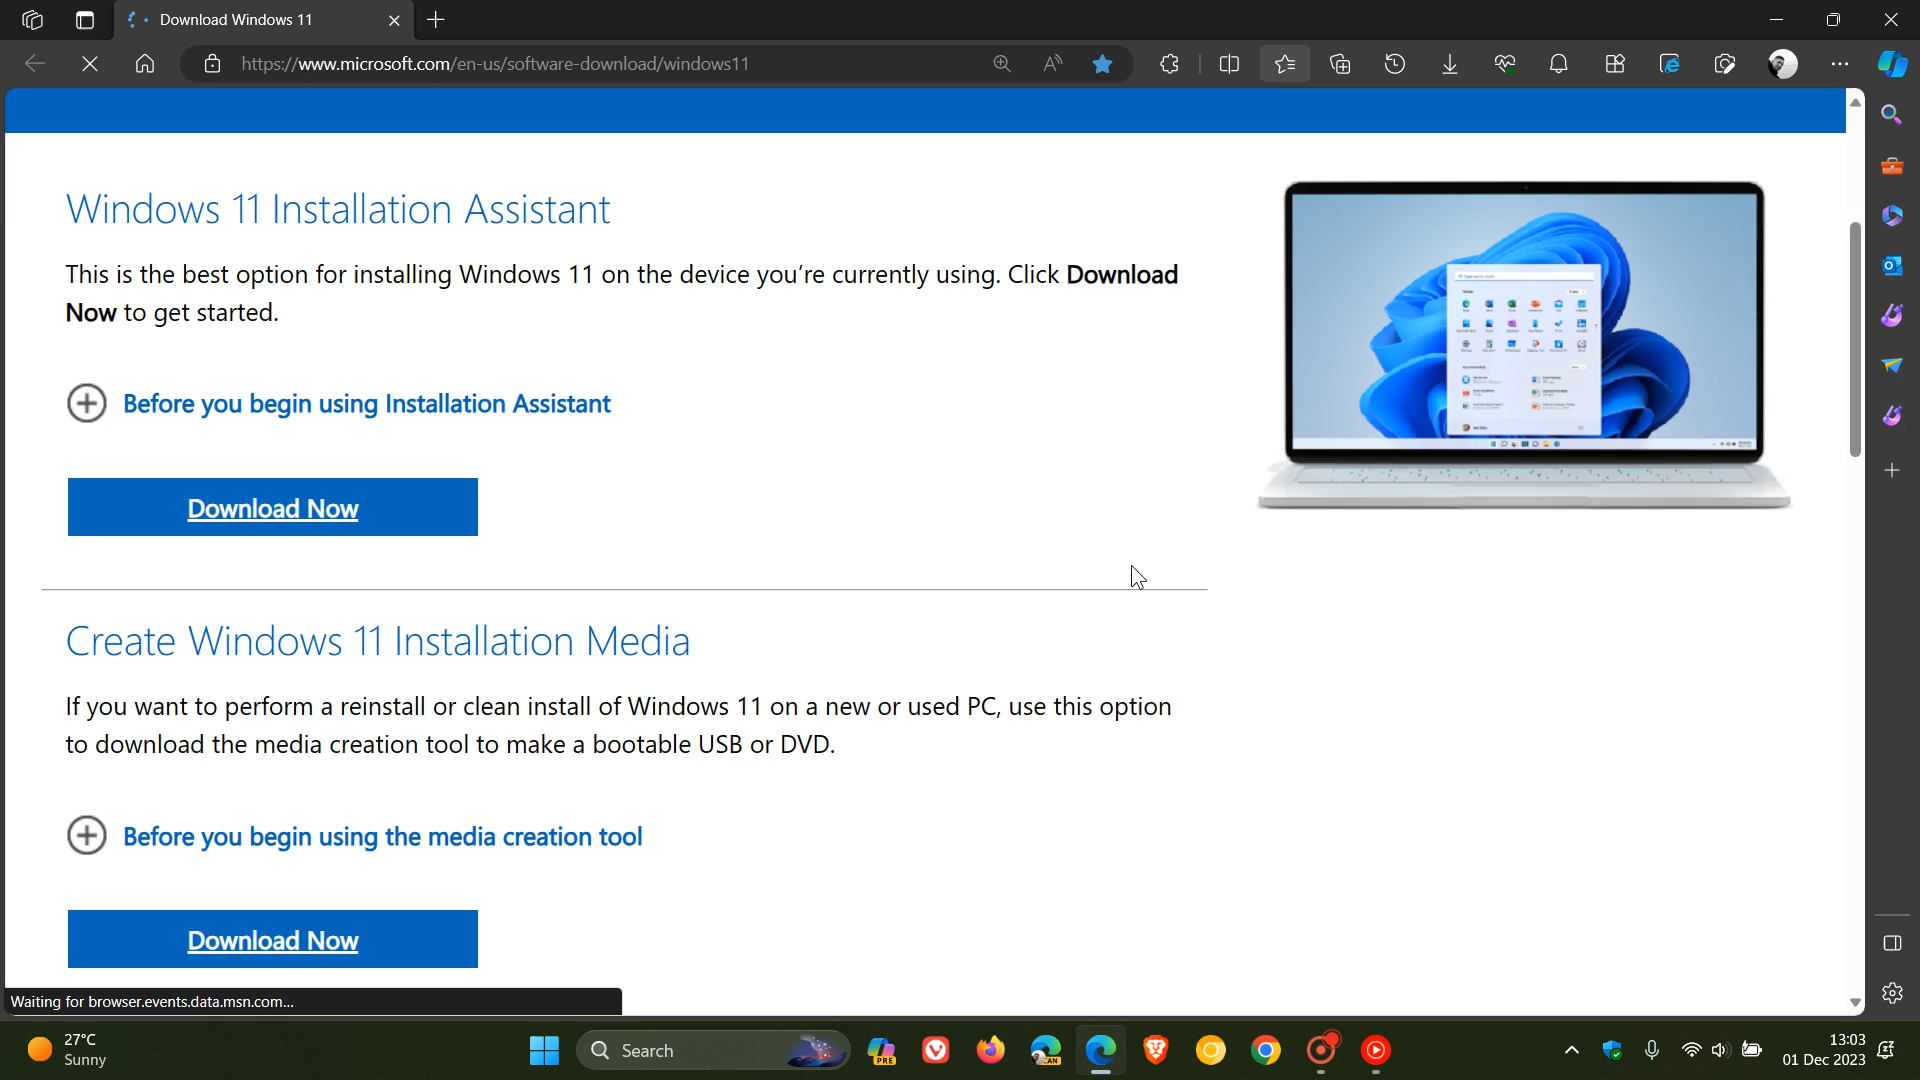 Download Windows 11
https://www.microsoft.com/en-us/software-download/windows11
Windows 11 Installation Assistant
This is the best option for installing Windows 11 on the device you're currently using. Click Download
Now to get started.
Before you begin using Installation Assistant
Download Now
Create Windows 11 Installation Media
If you want to perform a reinstall or clean install of Windows 11 on a new or used PC, use this option
to download the media creation tool to make a bootable USB or DVD.
Before you begin using the media creation tool
Download Now
Waiting for browser.events.data.msn.com...
27°C
Sunny
Search
PRE
CAN
13:03
01 Dec 2023